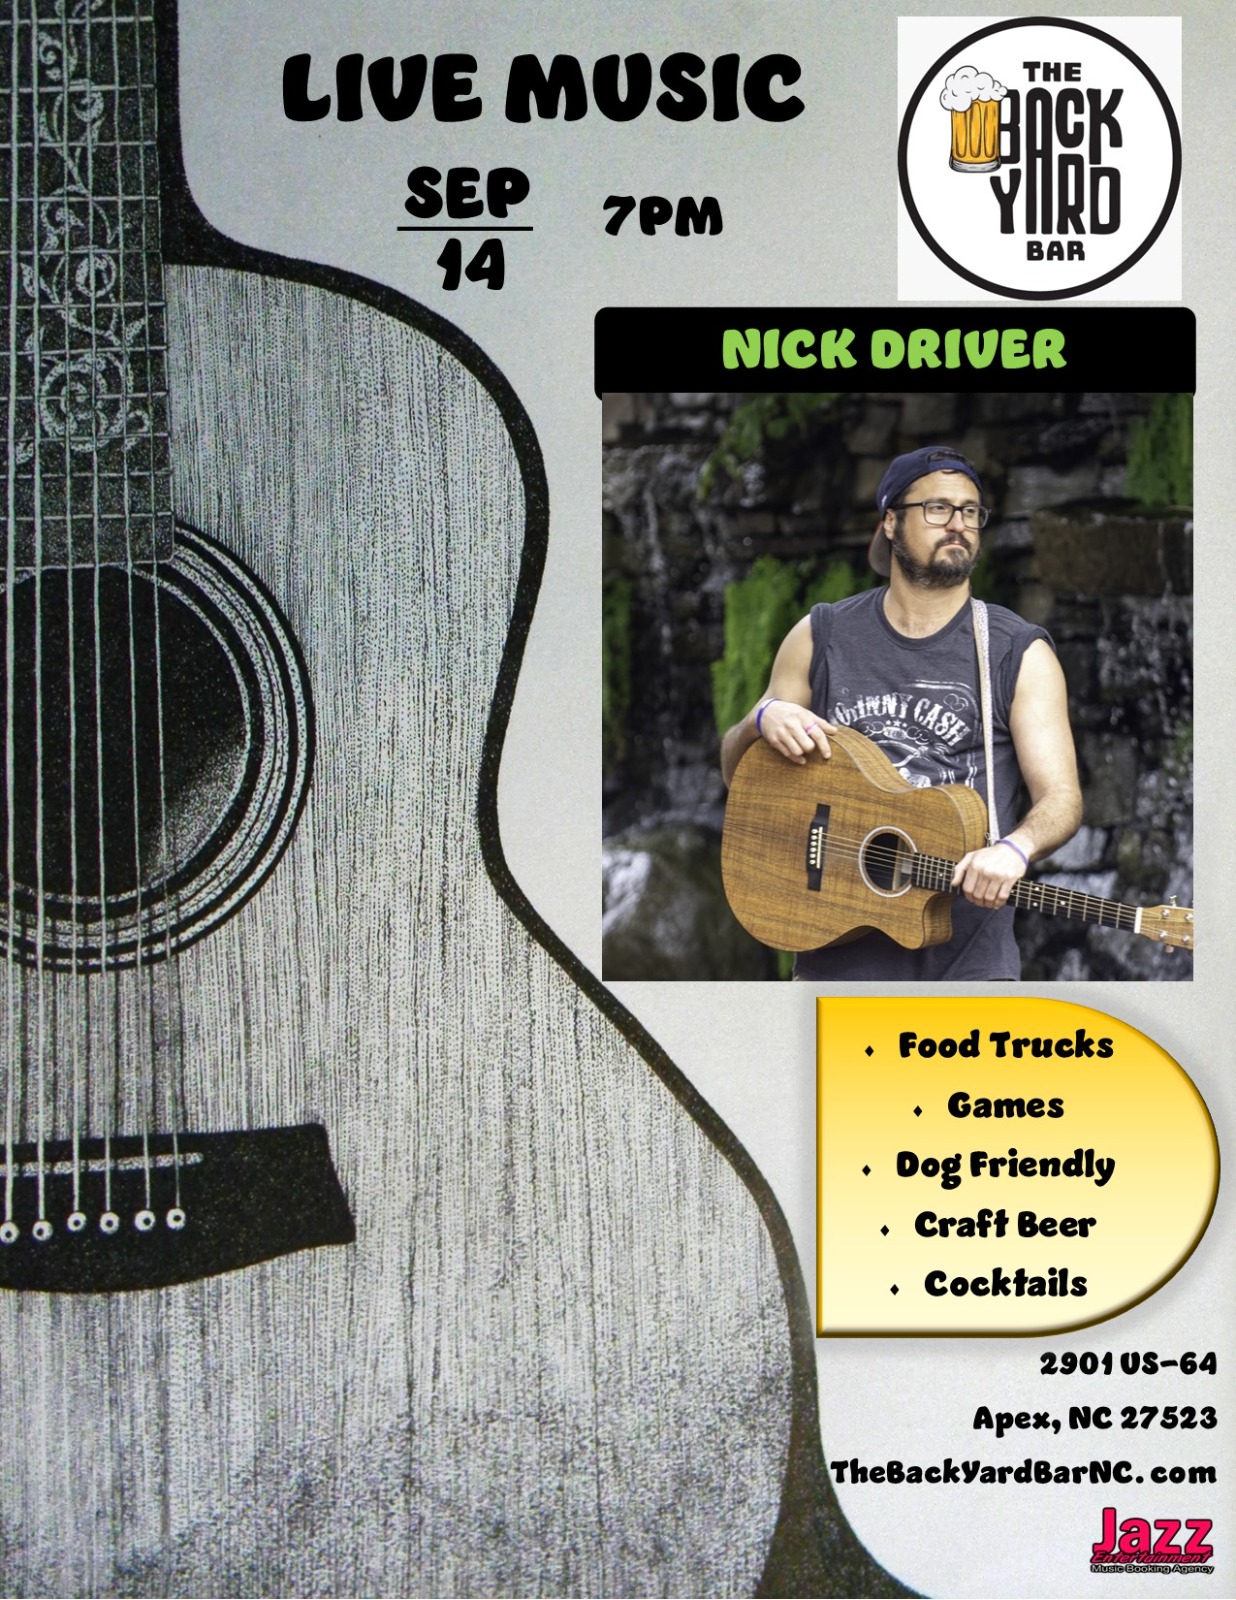 LIVE MUSIC
SEP
14
7PM
THE
BACK
YARD
BAR
NICK DRIVER
JOHNNY CASH
Food Trucks
Games
Dog Friendly
Craft Beer
Cocktails
2901 US-64
Apex, NC 27523
TheBackYardBarNC.com
Jazz
Entertainment
Music Booking Agency